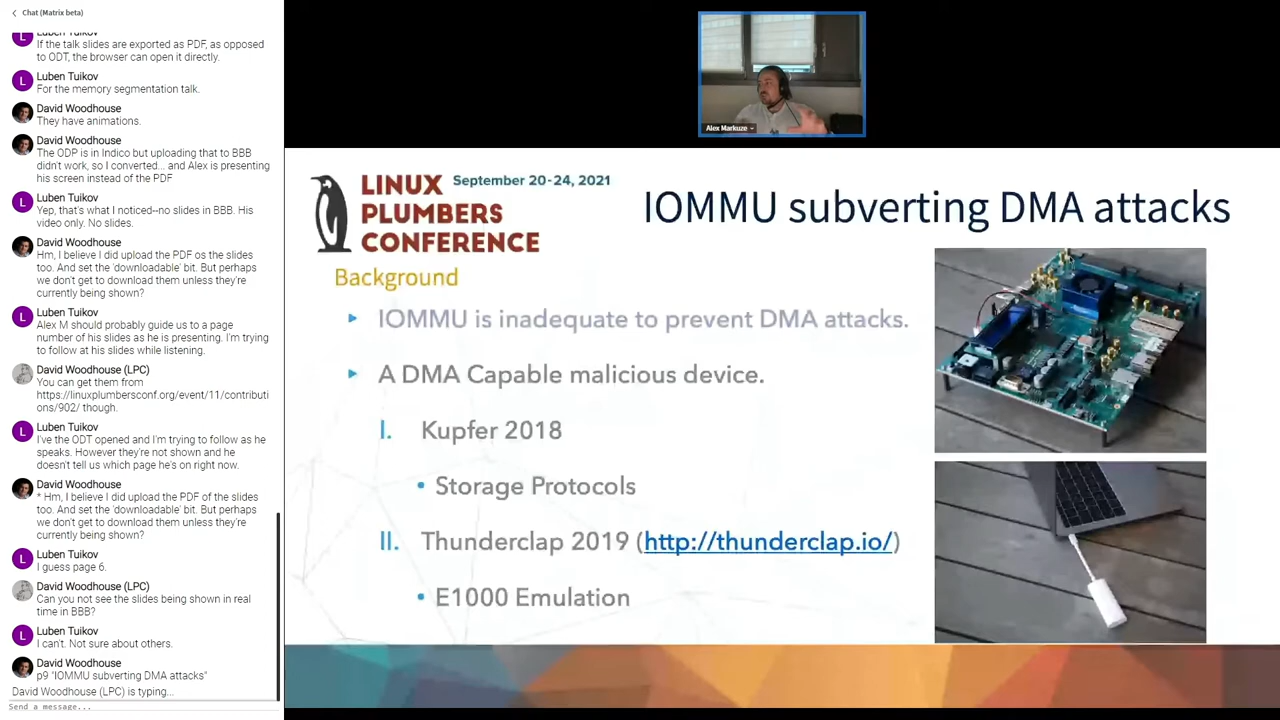 Chat (Matrix beta)
Luben Tuikov
If the talk slides are exported as PDF, as opposed
to ODT, the browser can open it directly.
L
Luben Tuikov
For the memory segmentation talk.
David Woodhouse
They have animations.
David Woodhouse
The ODP is in Indico but uploading that to BBB
didn't work, so I converted... and Alex is presenting
his screen instead of the PDF
L
Luben Tuikov
Yep, that's what I noticed--no slides in BBB. His
video only. No slides.
David Woodhouse
Hm, I believe I did upload the PDF os the slides
too. And set the 'downloadable' bit. But perhaps
we don't get to download them unless they're
currently being shown?
L
Luben Tuikov
Alex M should probably guide us to a page
number of his slides as he is presenting. I'm trying
to follow at his slides while listening.
David Woodhouse (LPC)
You can get them from
https://linuxplumbersconf.org/event/11/contributi
ons/902/ though.
L
Luben Tuikov
I've the ODT opened and I'm trying to follow as he
speaks. However they're not shown and he
doesn't tell us which page he's on right now.
David Woodhouse
* Hm, I believe I did upload the PDF of the slides
too. And set the 'downloadable' bit. But perhaps
we don't get to download them unless they're
currently being shown?
L
Luben Tuikov
I guess page 6.
David Woodhouse (LPC)
Can you not see the slides being shown in real
time in BBB?
L
Luben Tuikov
I can't. Not sure about others.
David Woodhouse
p9 "IOMMU subverting DMA attacks"
David Woodhouse (LPC) is typing...
Send a message...
Alex Markuze
LINUX
PLUMBERS
CONFERENCE
September 20-24, 2021
IOMMU subverting DMA attacks
Background
IOMMU is inadequate to prevent DMA attacks.
A DMA Capable malicious device.
I. Kupfer 2018
• Storage Protocols
II. Thunderclap 2019 (http://thunderclap.io/)
• E1000 Emulation